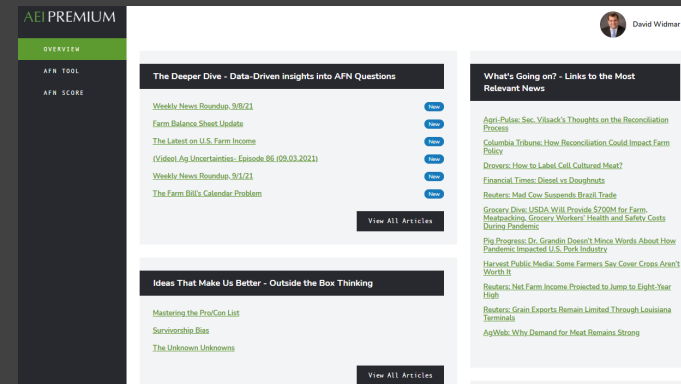 AEI PREMIUM
David Widmar
OVERVIEW
AFN TOOL
AFN SCORE
The Deeper Dive - Data-Driven insights into AFN Questions
Weekly News Roundup, 9/8/21 New
Farm Balance Sheet Update New
The Latest on U.S. Farm Income New
(Video) Ag Uncertainties- Episode 86 (09.03.2021) New
Weekly News Roundup, 9/1/21 New
The Farm Bill's Calendar Problem New
View All Articles
Ideas That Make Us Better - Outside the Box Thinking
Mastering the Pro/Con List
Survivorship Bias
The Unknown Unknowns
View All Articles
What's Going on? - Links to the Most
Relevant News
Agri-Pulse: Sec. Vilsack's Thoughts on the Reconciliation
Process
Columbia Tribune: How Reconciliation Could Impact Farm
Policy
Drovers: How to Label Cell Cultured Meat?
Financial Times: Diesel vs Doughnuts
Reuters: Mad Cow Suspends Brazil Trade
Grocery Dive: USDA Will Provide $700M for Farm,
Meatpacking, Grocery Workers' Health and Safety Costs
During Pandemic
Pig Progress: Dr. Grandin Doesn't Mince Words About How
Pandemic Impacted U.S. Pork Industry
Harvest Public Media: Some Farmers Say Cover Crops Aren't
Worth It
Reuters: Net Farm Income Projected to Jump to Eight-Year
High
Reuters: Grain Exports Remain Limited Through Louisiana
Terminals
AgWeb: Why Demand for Meat Remains Strong